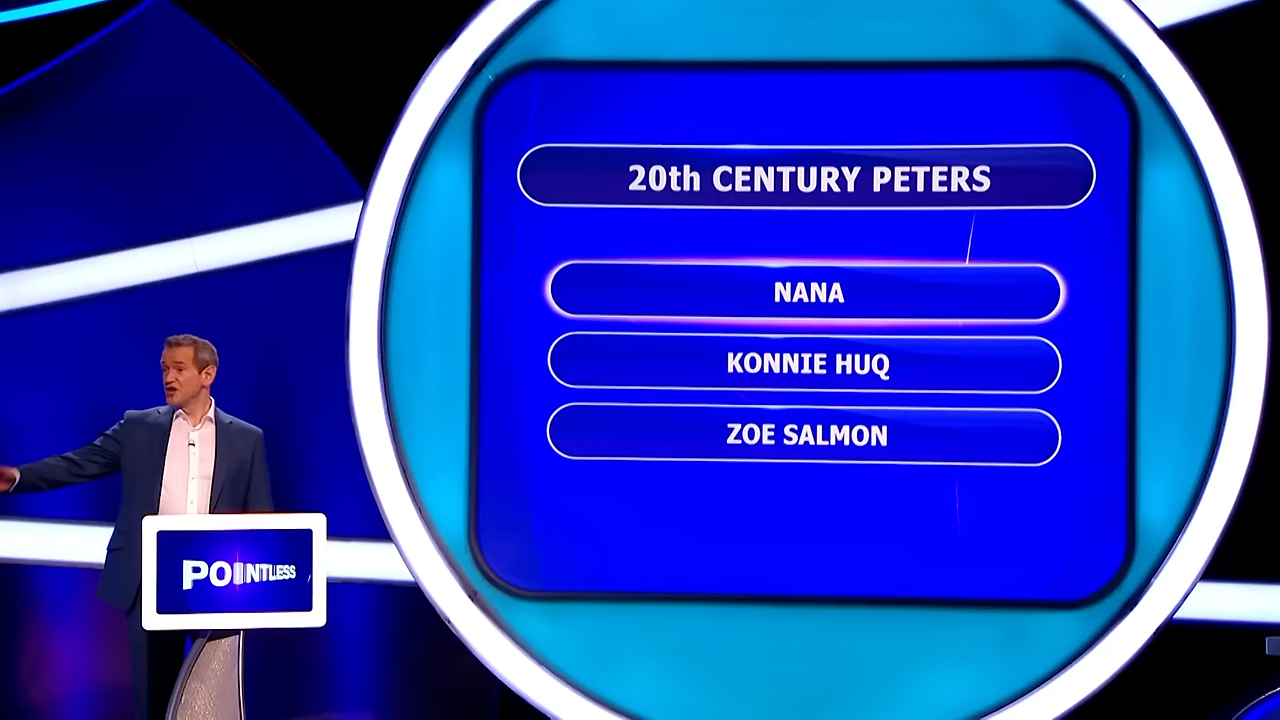 20th CENTURY PETERS
NANA
KONNIE HUQ
ZOE SALMON
POINTLESS